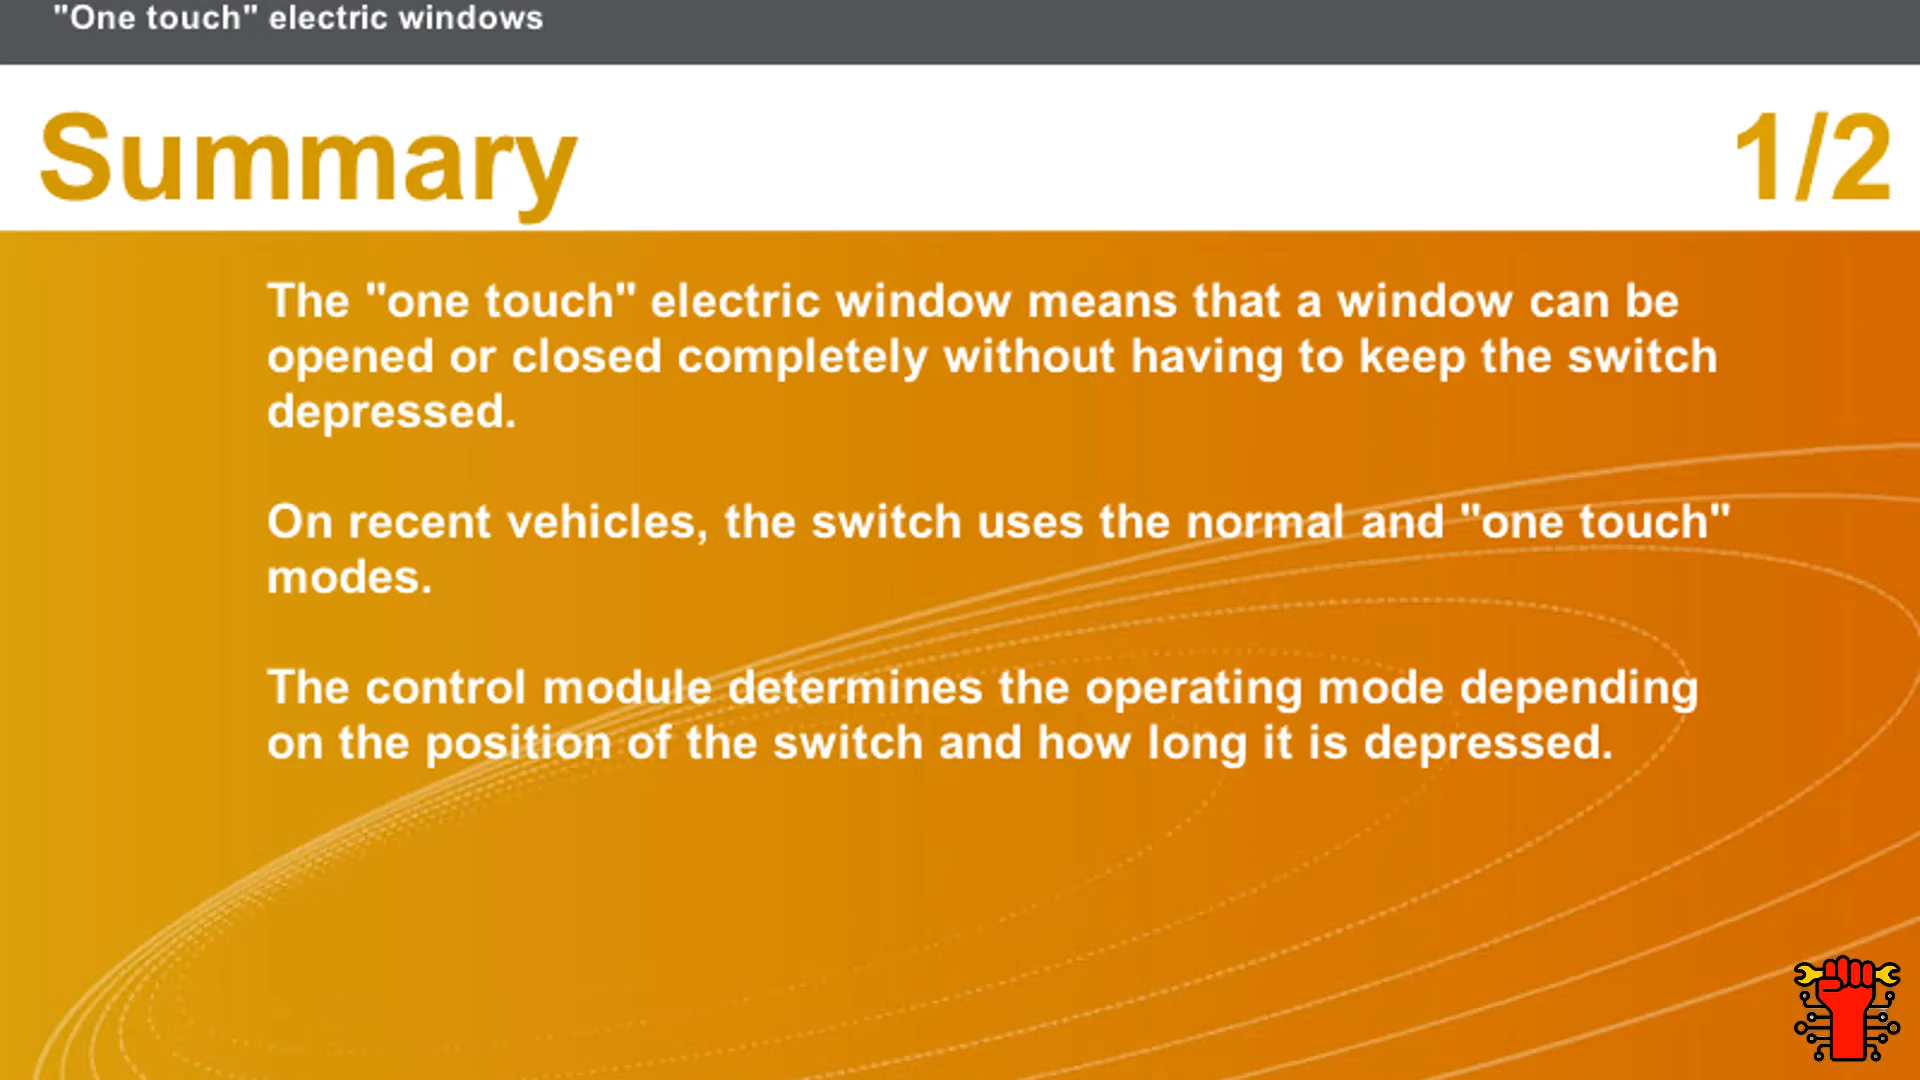 "One touch" electric windows
Summary
1/2
The "one touch" electric window means that a window can be
opened or closed completely without having to keep the switch
depressed.
On recent vehicles, the switch uses the normal and "one touch"
modes.
The control module determines the operating mode depending
on the position of the switch and how long it is depressed.